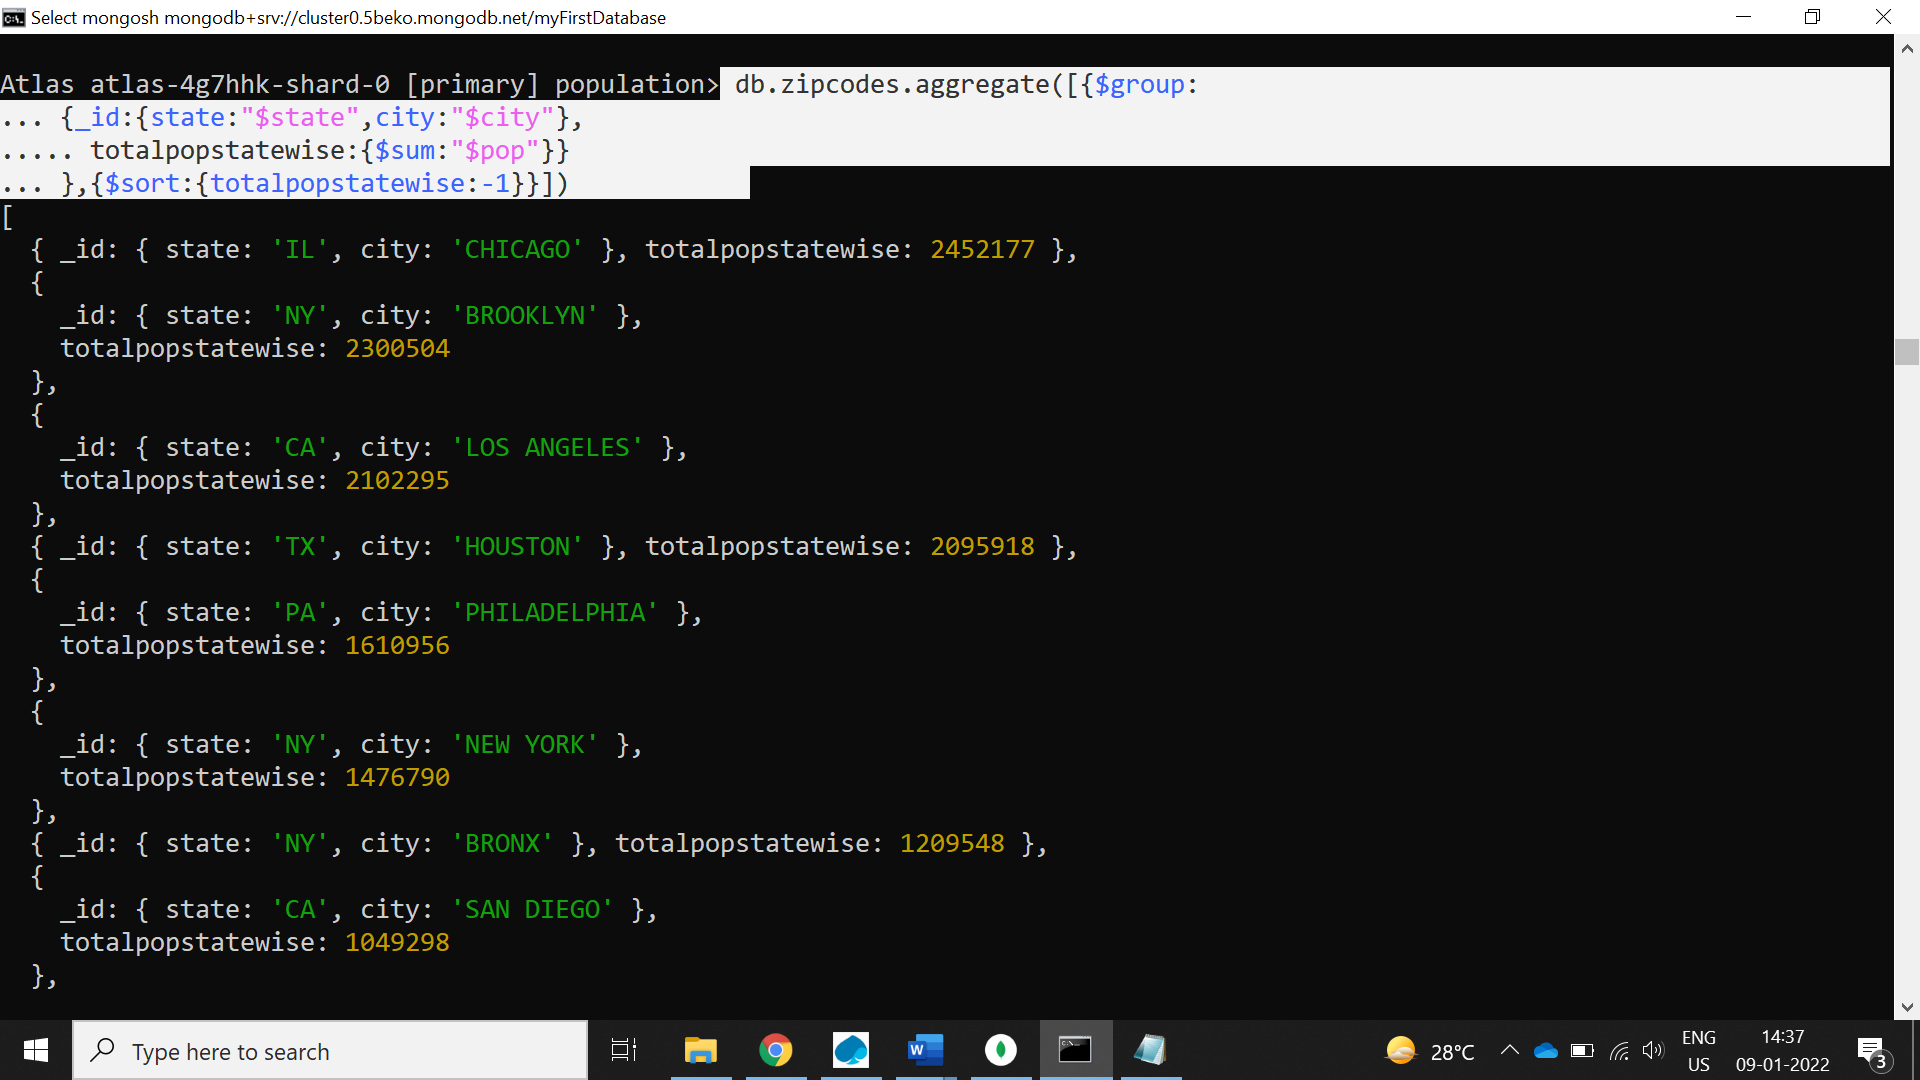 Select mongosh mongodb+srv://cluster0.5beko.mongodb.net/myFirstDatabase
Atlas atlas-4g7hhk-shard-0 [primary] population> db.zipcodes.aggregate([{$group:
... {_id:{state:"$state",city:"$city"},
..... totalpopstatewise:{$sum:"$pop"}}
... },{$sort:{totalpopstatewise:-1}}])
[
  { _id: { state: 'IL', city: 'CHICAGO' }, totalpopstatewise: 2452177 },
  {
    _id: { state: 'NY', city: 'BROOKLYN' },
    totalpopstatewise: 2300504
  },
  {
    _id: { state: 'CA', city: 'LOS ANGELES' },
    totalpopstatewise: 2102295
  },
  { _id: { state: 'TX', city: 'HOUSTON' }, totalpopstatewise: 2095918 },
  {
    _id: { state: 'PA', city: 'PHILADELPHIA' },
    totalpopstatewise: 1610956
  },
  {
    _id: { state: 'NY', city: 'NEW YORK' },
    totalpopstatewise: 1476790
  },
  { _id: { state: 'NY', city: 'BRONX' }, totalpopstatewise: 1209548 },
  {
    _id: { state: 'CA', city: 'SAN DIEGO' },
    totalpopstatewise: 1049298
  },
Type here to search
28°C
ENG
US
14:37
09-01-2022
3